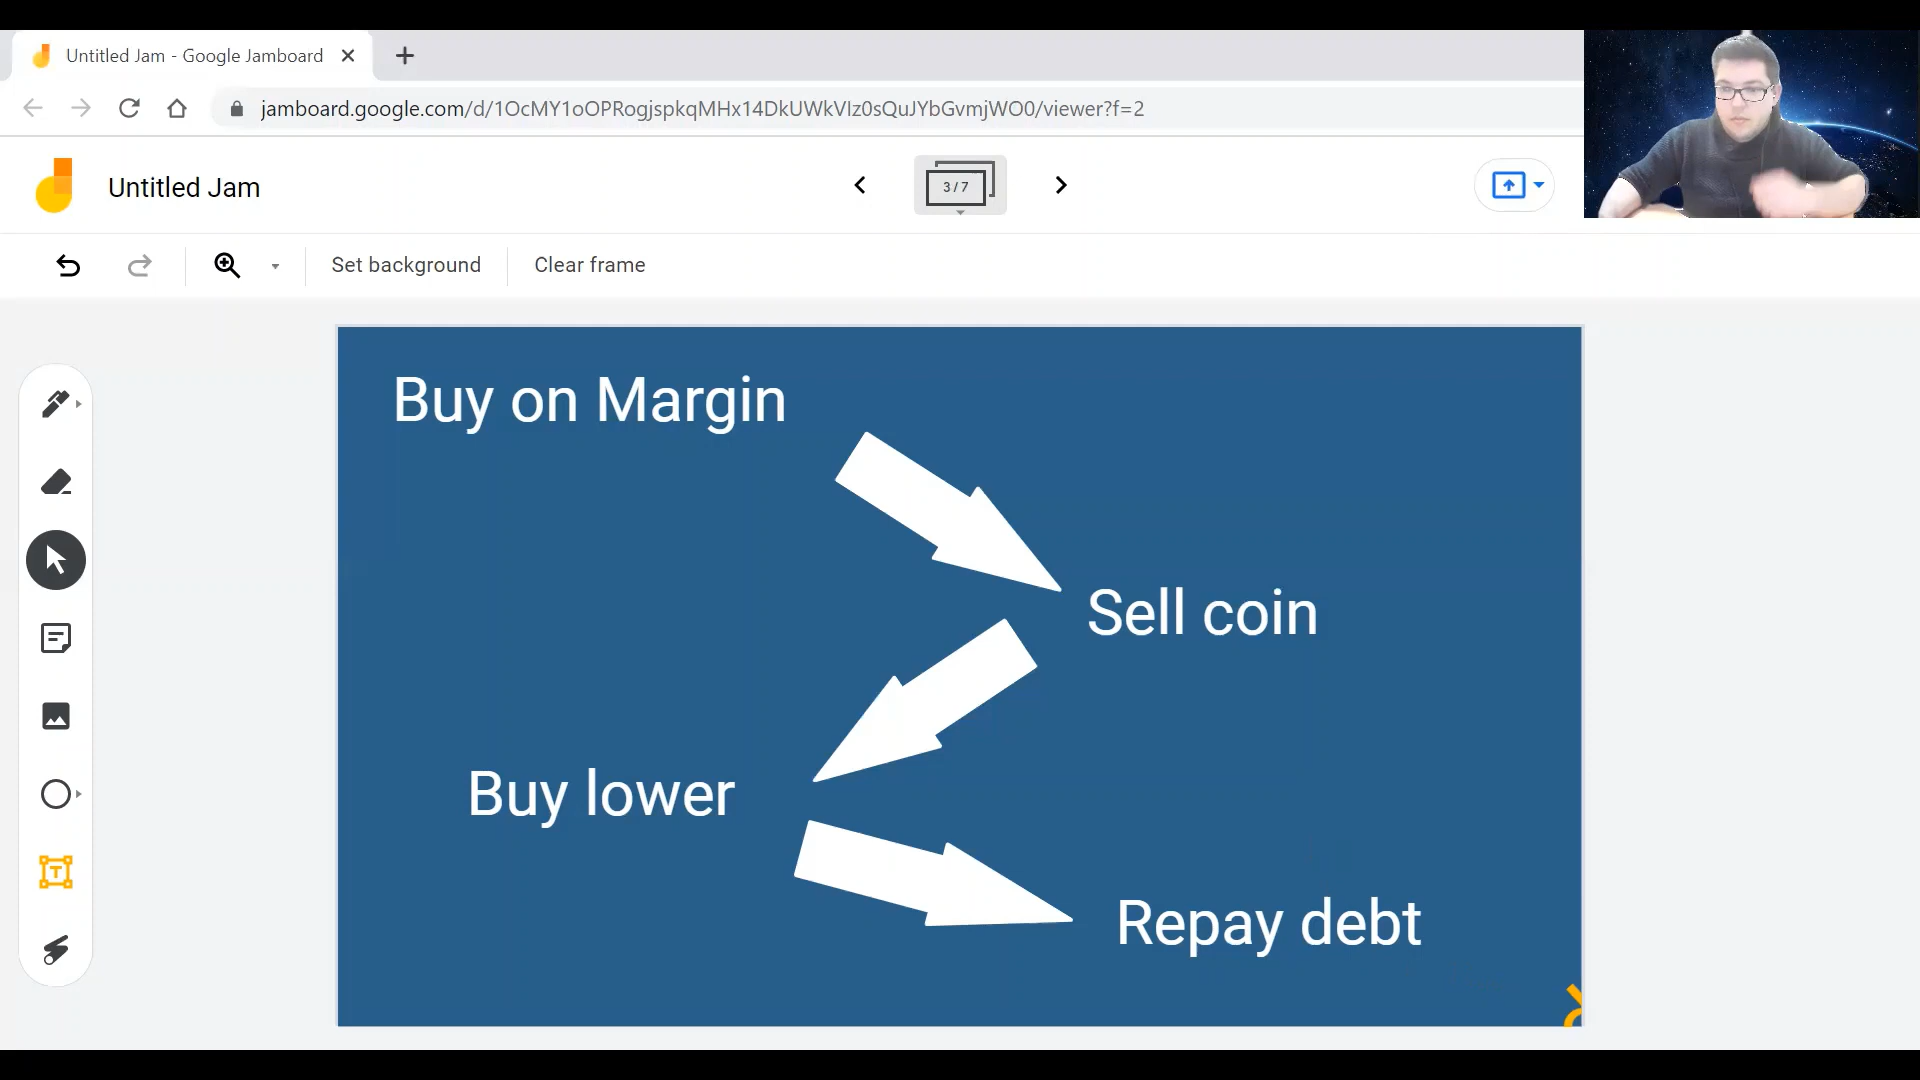 Untitled Jam - Google Jamboard
jamboard.google.com/d/1OcMY1oOPRogjspkqMHx14DkUWkVIz0sQuJYbGvmjWO0/viewer?f=2
Untitled Jam
3 / 7
Set background
Clear frame
Buy on Margin
Sell coin
Buy lower
Repay debt